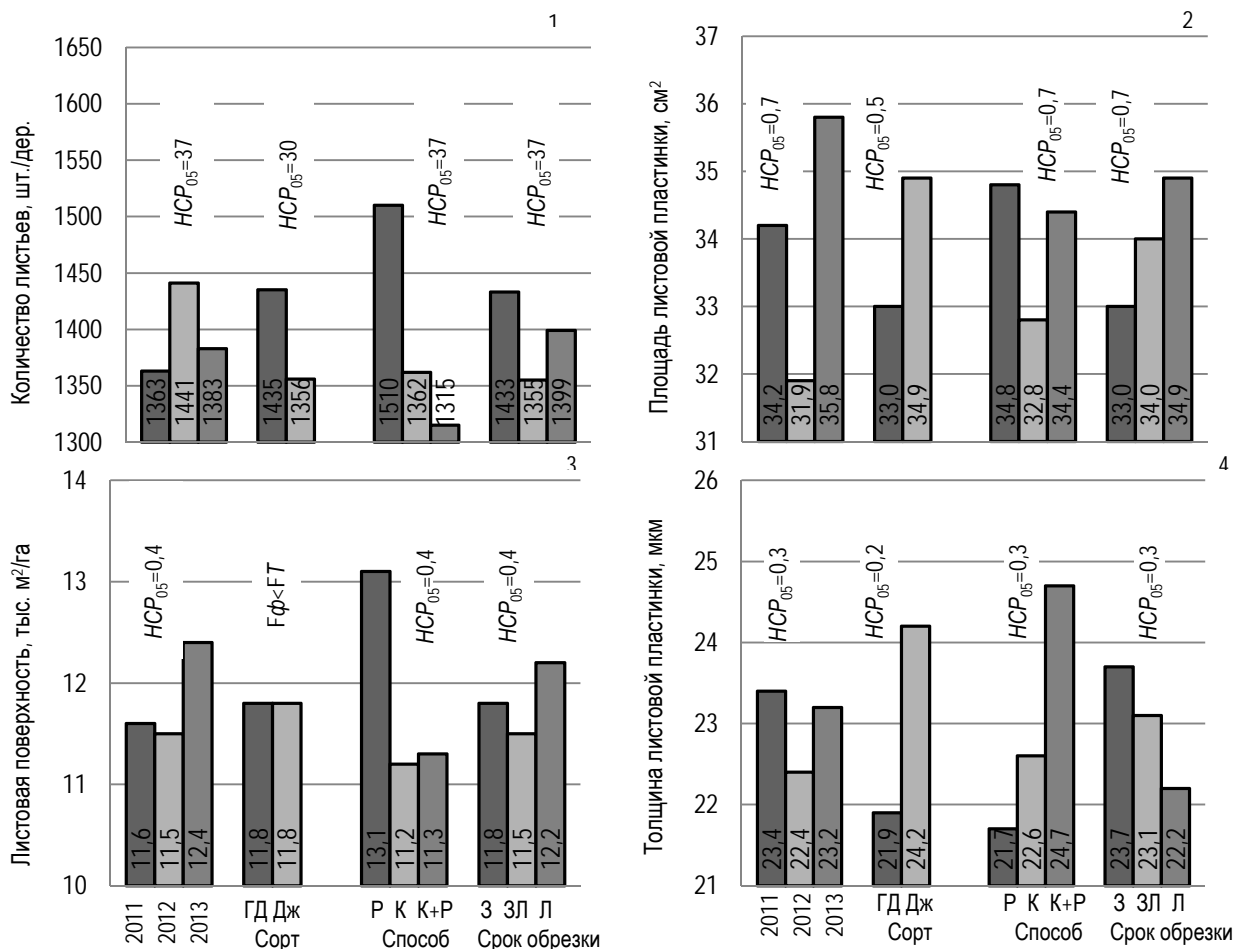 1
Количество листьев, шт./дер.
1650
1600
1550
1500
1450
1400
1350
1300
НСР05=37
НСР05=30
НСР05=37
НСР05=37
1363
1441
1383
1435
1356
1510
1362
1315
1433
1355
1399
2
Площадь листовой пластинки, см²
37
36
35
34
33
32
31
НСР05=0,7
НСР05=0,5
НСР05=0,7
НСР05=0,7
34,2
31,9
35,8
33,0
34,9
34,8
32,8
34,4
33,0
34,0
34,9
3
Листовая поверхность, тыс. м²/га
14
13
12
11
10
НСР05=0,4
Fф<FТ
НСР05=0,4
НСР05=0,4
11,6
11,5
12,4
11,8
11,8
13,1
11,2
11,3
11,8
11,5
12,2
2011
2012
2013
ГД Дж
Р К К+Р
З ЗЛ Л
Сорт
Способ
Срок обрезки
4
Толщина листовой пластинки, мкм
26
25
24
23
22
21
НСР05=0,3
НСР05=0,2
НСР05=0,3
НСР05=0,3
23,4
22,4
23,2
21,9
24,2
21,7
22,6
24,7
23,7
23,1
22,2
2011
2012
2013
ГД Дж
Р К К+Р
З ЗЛ Л
Сорт
Способ
Срок обрезки